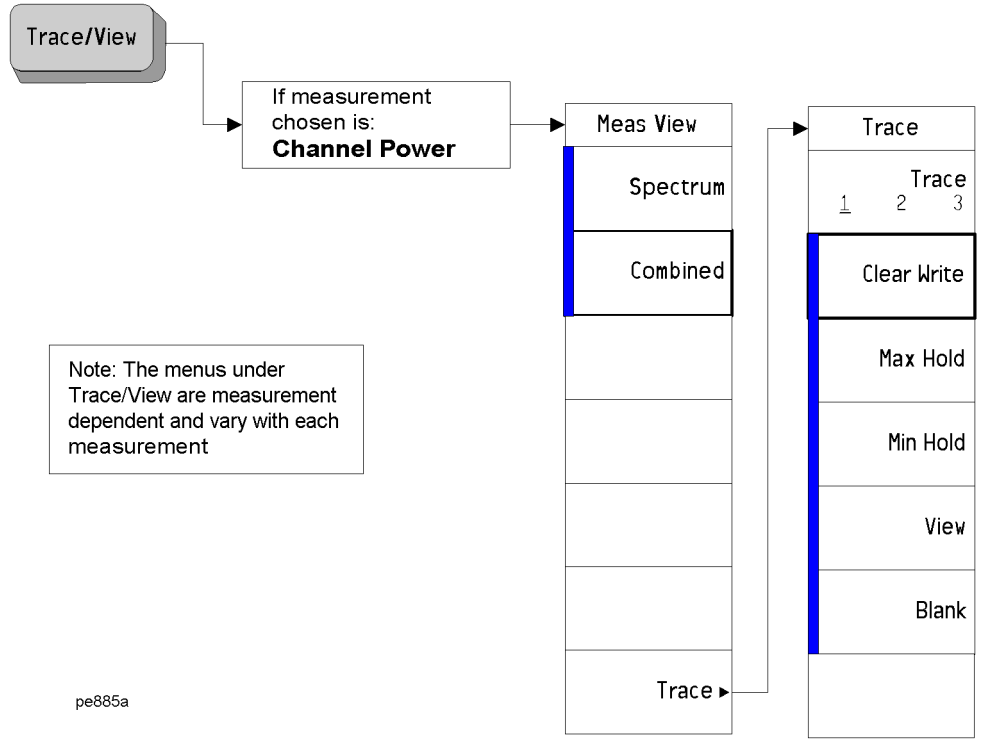 Trace/View
If measurement
chosen is:
Channel Power
Note: The menus under
Trace/View are measurement
dependent and vary with each
measurement
pe885a
Meas View
Spectrum
Combined
Trace
Trace
Trace
1 2 3
Clear Write
Max Hold
Min Hold
View
Blank